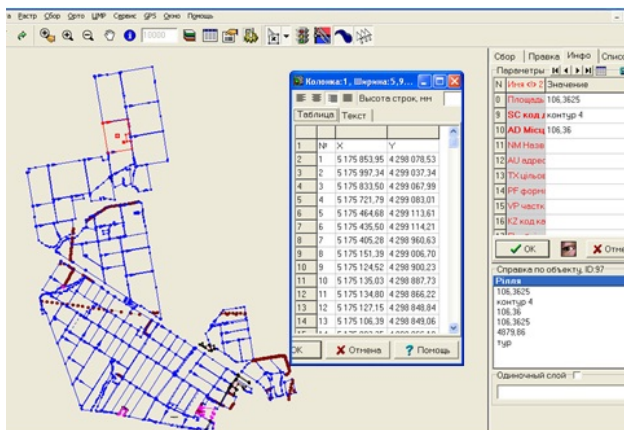 Растр Сбор Орто ЦМР Сервис GPS Окно Помощь
10000
Колонка:1, Ширина:5,9...
Высота строк, мм
Таблица Текст
1 № X Y
2 1 5 175 853,95 4 298 078,53
3 2 5 175 997,34 4 299 037,34
4 3 5 175 833,50 4 299 067,99
5 4 5 175 721,79 4 299 083,01
6 5 5 175 464,68 4 299 113,61
7 6 5 175 435,50 4 299 114,21
8 7 5 175 405,28 4 298 960,63
9 8 5 175 151,39 4 299 006,70
10 9 5 175 124,52 4 298 900,23
11 10 5 175 135,03 4 298 887,73
12 11 5 175 134,80 4 298 866,22
13 12 5 175 127,15 4 298 848,84
14 13 5 175 106,39 4 298 849,06
ОК Отмена ? Помощь
Сбор Правка Инфо Списо
Параметры
N Имя <> 2 Значение
0 Площадь 106,3625
9 SC код контур 4
10 AD Місц 106,36
11 NM Назв
12 AU адрес
13 TX цільов
14 PF форм
15 VP частк
16 KZ код ка
OK Отме
Справка по объекту, ID:97
Рілля
106,3625
контур 4
106,36
106,3625
4879,86
тур
Одиночный слой